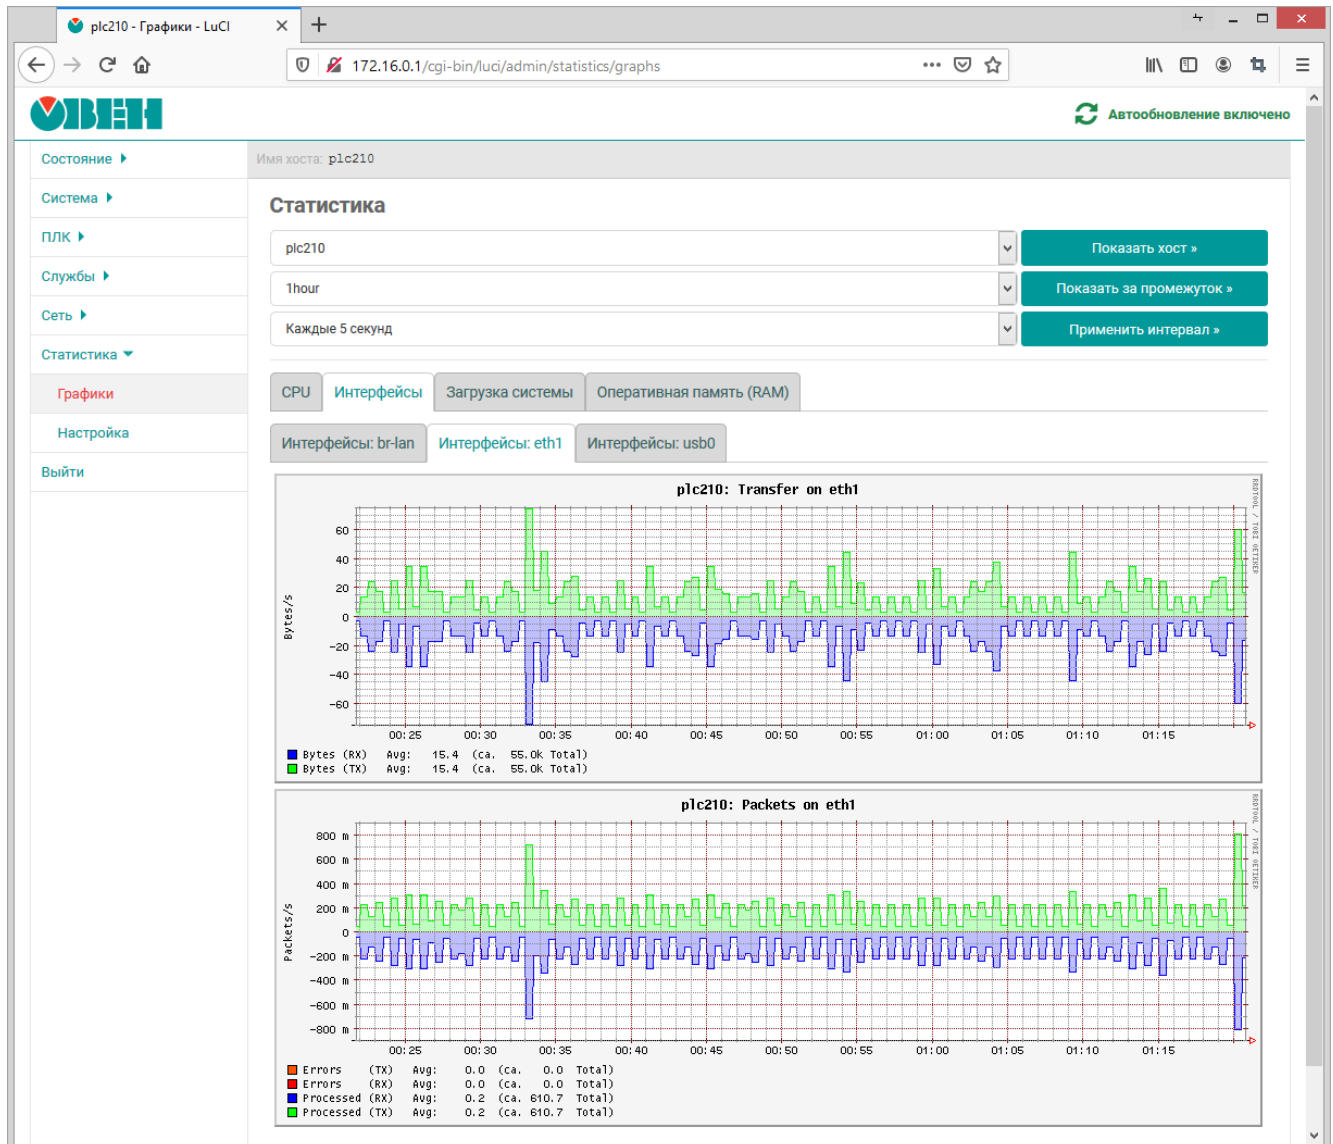 plc210 - Графики - LuCI
172.16.0.1/cgi-bin/luci/admin/statistics/graphs
ОВЕН
Автообновление включено
Состояние
Имя хоста: plc210
Система
Статистика
ПЛК
plc210
Показать хост »
Службы
1hour
Показать за промежуток »
Сеть
Каждые 5 секунд
Применить интервал »
Статистика
Графики
CPU
Интерфейсы
Загрузка системы
Оперативная память (RAM)
Настройка
Интерфейсы: br-lan
Интерфейсы: eth1
Интерфейсы: usb0
Выйти
plc210: Transfer on eth1
RRDTOOL / TOBI OETIKER
Bytes/s
60
40
20
0
-20
-40
-60
00:25 00:30 00:35 00:40 00:45 00:50 00:55 01:00 01:05 01:10 01:15
Bytes (RX) Avg: 15.4 (ca. 55.0k Total)
Bytes (TX) Avg: 15.4 (ca. 55.0k Total)
plc210: Packets on eth1
RRDTOOL / TOBI OETIKER
Packets/s
800 m
600 m
400 m
200 m
0
-200 m
-400 m
-600 m
-800 m
00:25 00:30 00:35 00:40 00:45 00:50 00:55 01:00 01:05 01:10 01:15
Errors (TX) Avg: 0.0 (ca. 0.0 Total)
Errors (RX) Avg: 0.0 (ca. 0.0 Total)
Processed (RX) Avg: 0.2 (ca. 610.7 Total)
Processed (TX) Avg: 0.2 (ca. 610.7 Total)